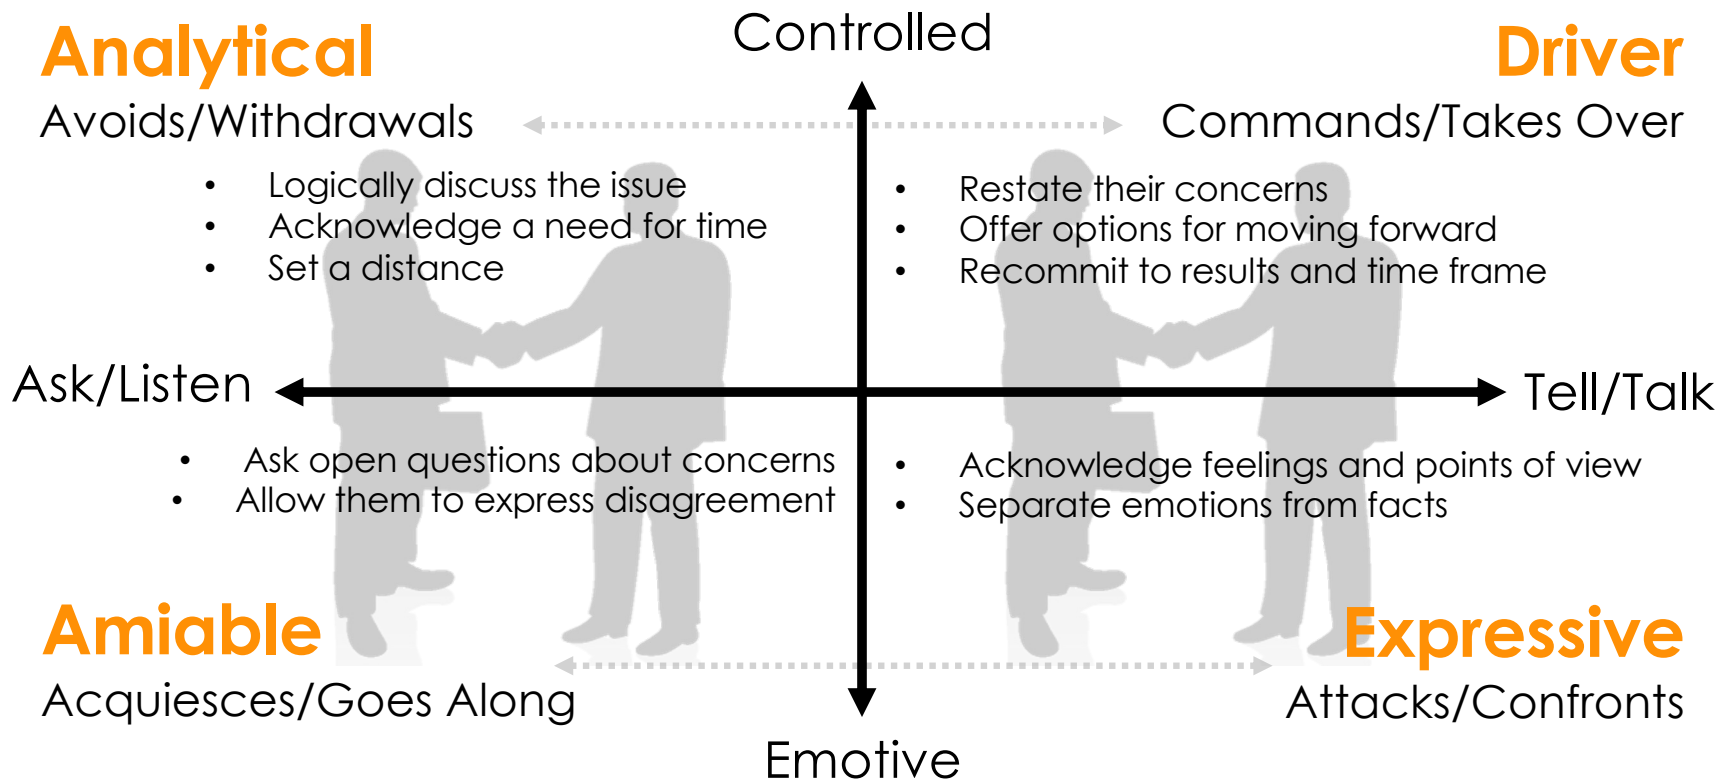 Controlled
Analytical
Avoids/Withdrawals
• Logically discuss the issue
• Acknowledge a need for time
• Set a distance
Driver
Commands/Takes Over
• Restate their concerns
• Offer options for moving forward
• Recommit to results and time frame
Ask/Listen
Tell/Talk
• Ask open questions about concerns
• Allow them to express disagreement
Amiable
Acquiesces/Goes Along
• Acknowledge feelings and points of view
• Separate emotions from facts
Expressive
Attacks/Confronts
Emotive